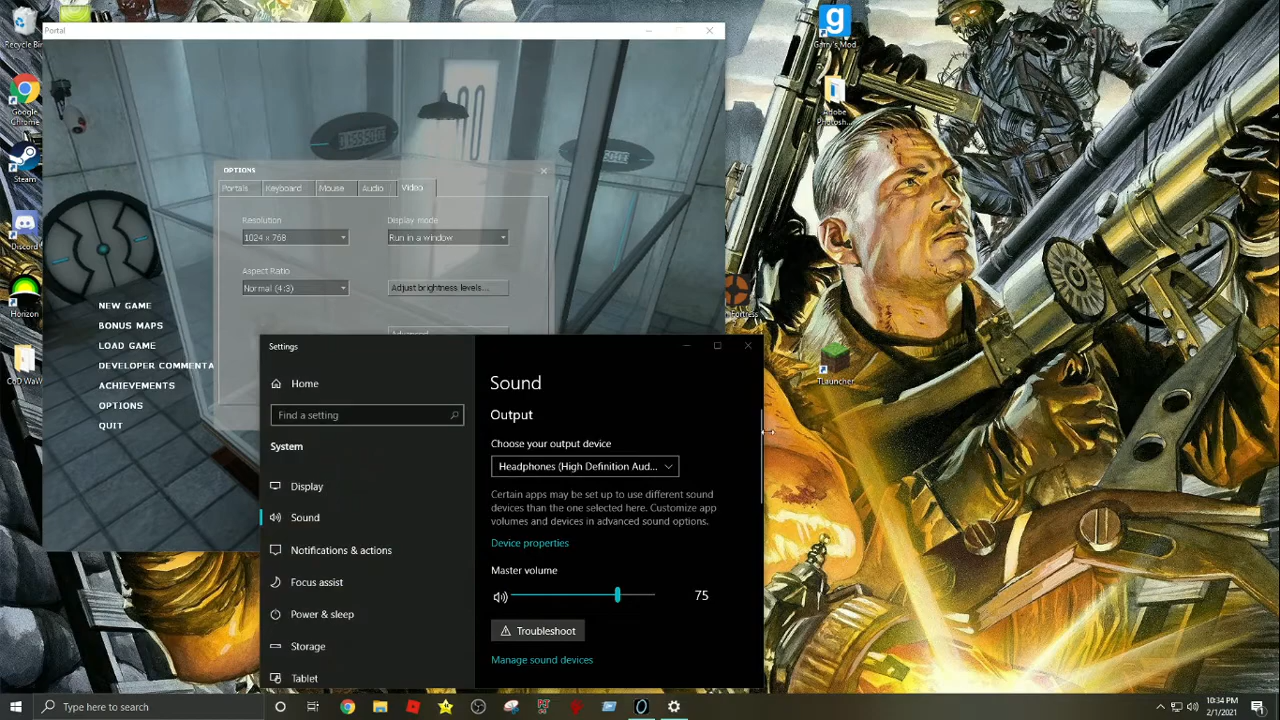 Recycle Bin
Google
Chrome
Steam
Discord
Horizon
CoD WaW
Portal
OPTIONS
Portals
Keyboard
Mouse
Audio
Video
Resolution
1024 x 768
Display mode
Run in a window
Aspect Ratio
Normal (4:3)
Adjust brightness levels...
NEW GAME
BONUS MAPS
LOAD GAME
DEVELOPER COMMENTA
ACHIEVEMENTS
OPTIONS
QUIT
Settings
Home
Find a setting
System
Display
Sound
Notifications & actions
Focus assist
Power & sleep
Storage
Tablet
Sound
Output
Choose your output device
Headphones (High Definition Aud...
Certain apps may be set up to use different sound
devices than the one selected here. Customize app
volumes and devices in advanced sound options.
Device properties
Master volume
75
Troubleshoot
Manage sound devices
Garry's Mod
Adobe
Photosh...
Fortress
TLauncher
Type here to search
10:34 PM
2/1/2021